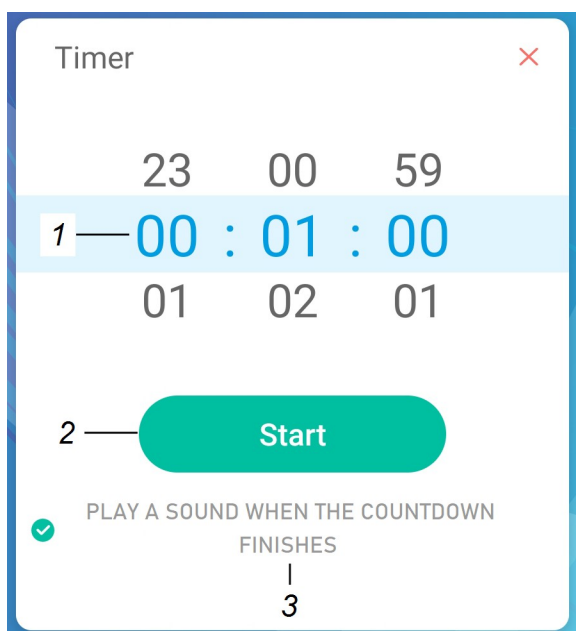 Timer
23 00 59
1 00 : 01 : 00
01 02 01
2 Start
PLAY A SOUND WHEN THE COUNTDOWN
FINISHES
3